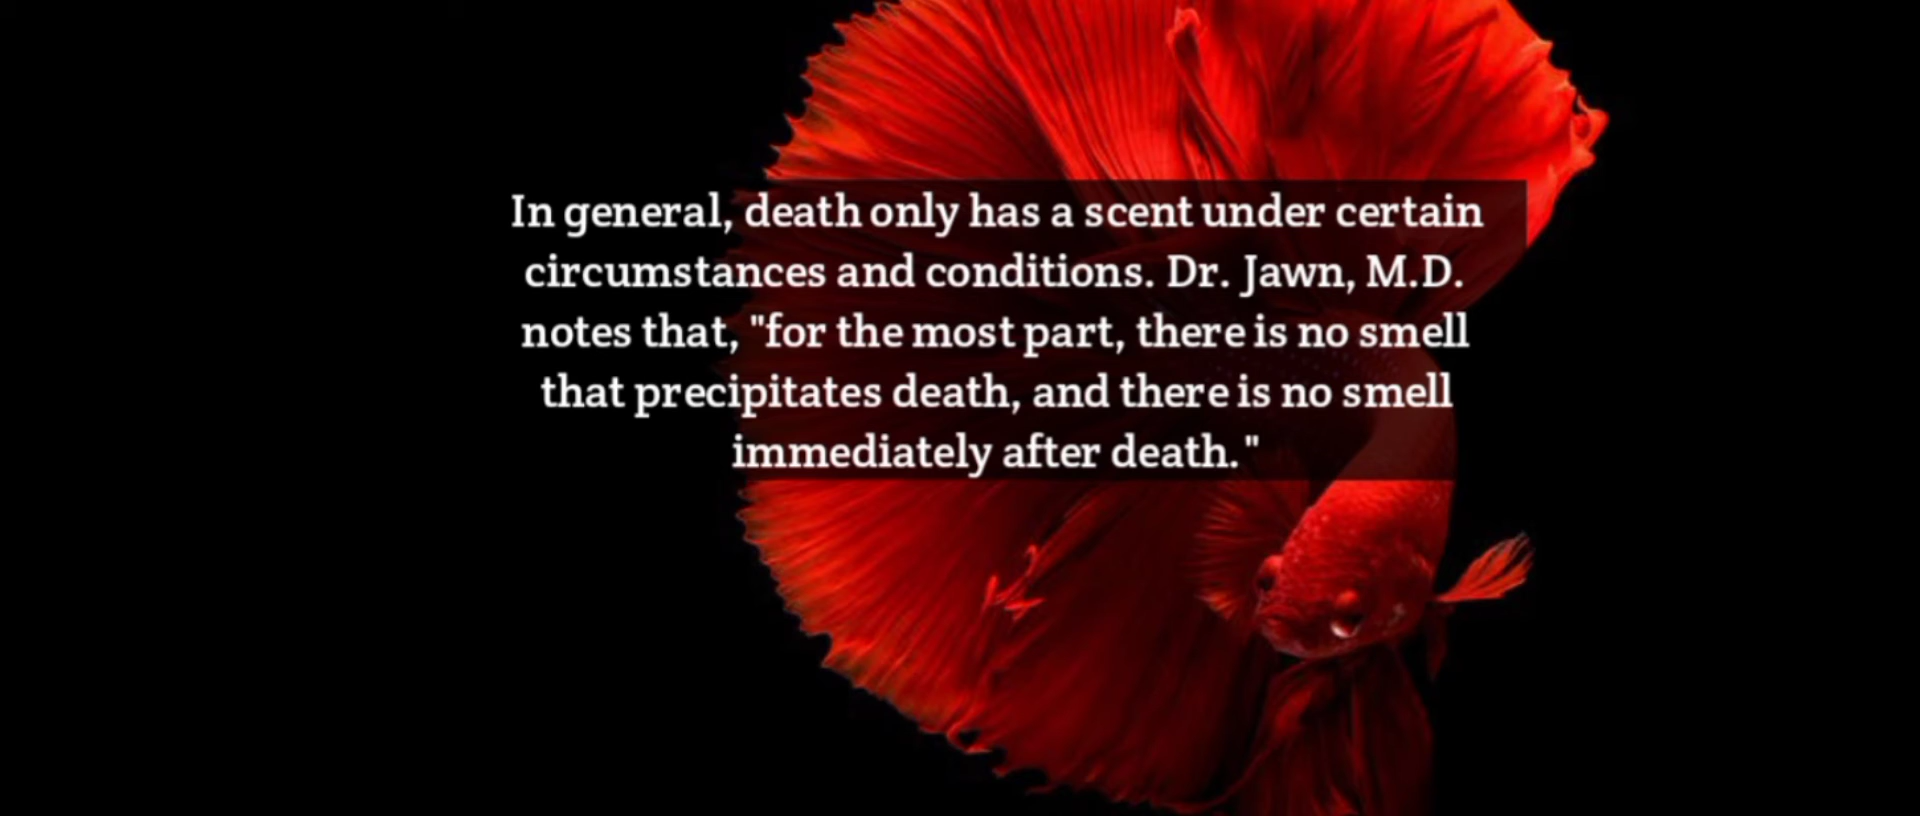 In general, death only has a scent under certain
circumstances and conditions. Dr. Jawn, M.D.
notes that, "for the most part, there is no smell
that precipitates death, and there is no smell
immediately after death."